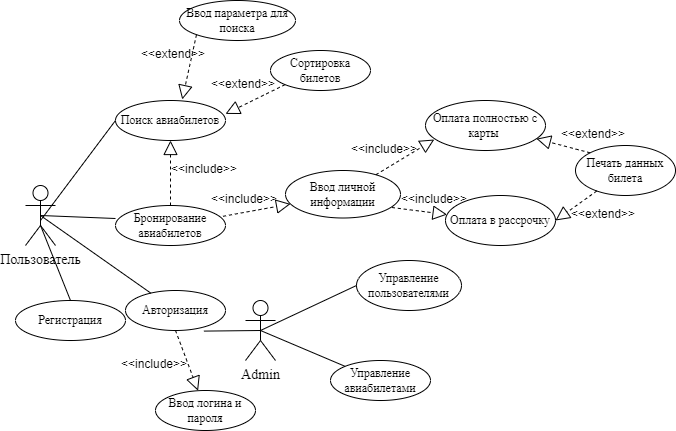 Ввод параметра для
поиска
<<extend>>
Сортировка
билетов
<<extend>>
Поиск авиабилетов
Оплата полностью с
карты
<<extend>>
<<include>>
Печать данных
билета
<<include>>
Ввод личной
информации
<<include>>
<<include>>
Бронирование
авиабилетов
Оплата в рассрочку
<<extend>>
Пользователь
Управление
пользователями
Авторизация
Регистрация
<<include>>
Admin
Управление
авиабилетами
Ввод логина и
пароля